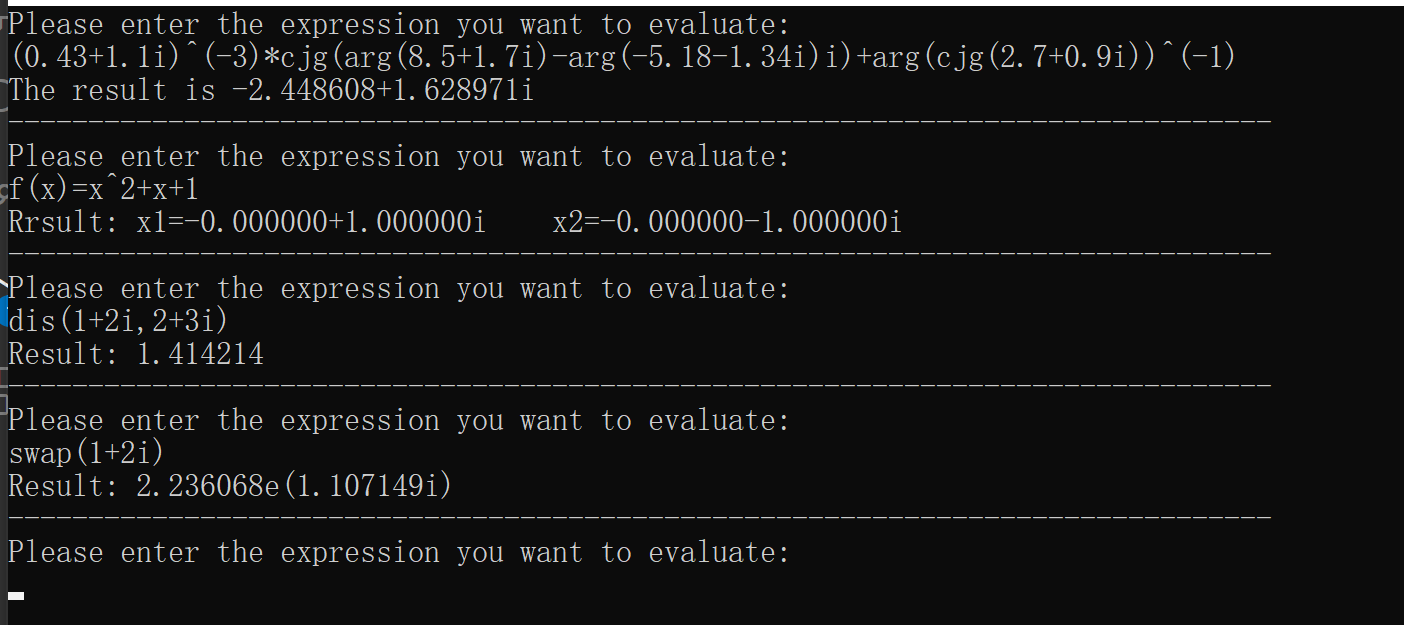 Please enter the expression you want to evaluate:
(0.43+1.1i)^(-3)*cjg(arg(8.5+1.7i)-arg(-5.18-1.34i)i)+arg(cjg(2.7+0.9i))^(-1)
The result is -2.448608+1.628971i
-------------------------------------------------------------------------------
Please enter the expression you want to evaluate:
f(x)=x^2+x+1
Rrsult: x1=-0.000000+1.000000i    x2=-0.000000-1.000000i
-------------------------------------------------------------------------------
Please enter the expression you want to evaluate:
dis(1+2i,2+3i)
Result: 1.414214
-------------------------------------------------------------------------------
Please enter the expression you want to evaluate:
swap(1+2i)
Result: 2.236068e(1.107149i)
-------------------------------------------------------------------------------
Please enter the expression you want to evaluate: